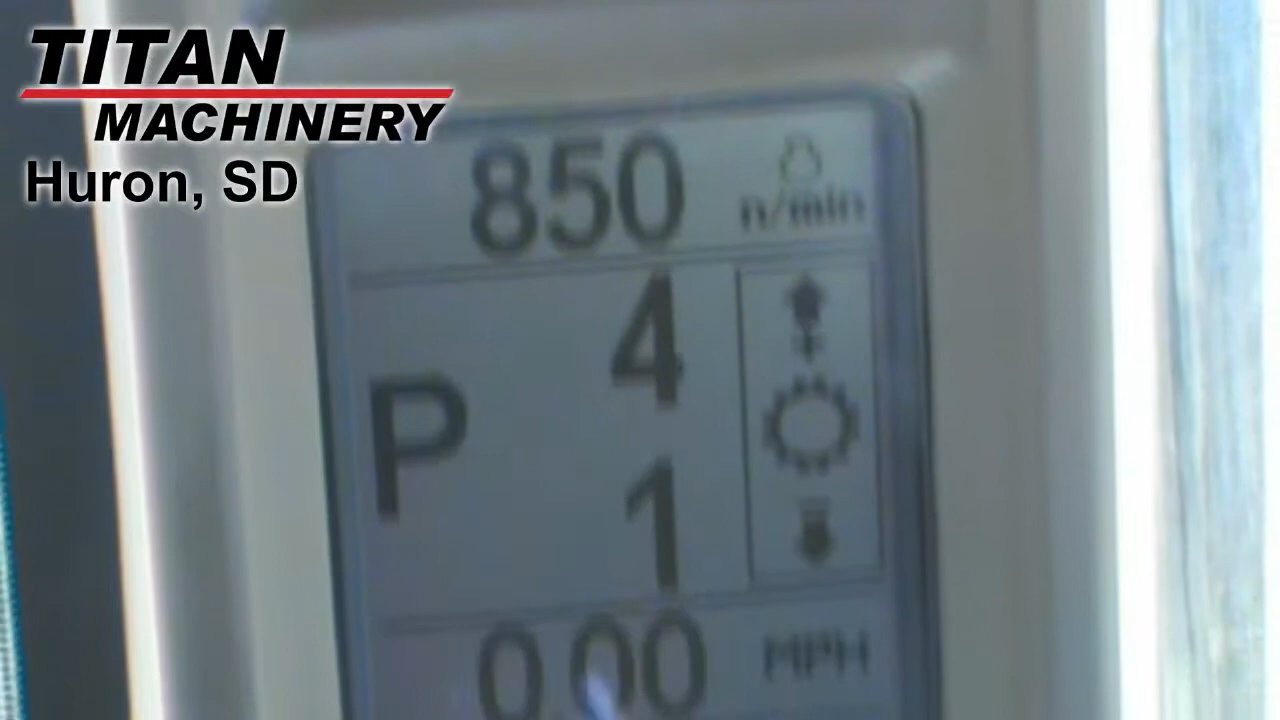 TITAN
MACHINERY
Huron, SD
850 n/min
4
P
1
0.00 MPH